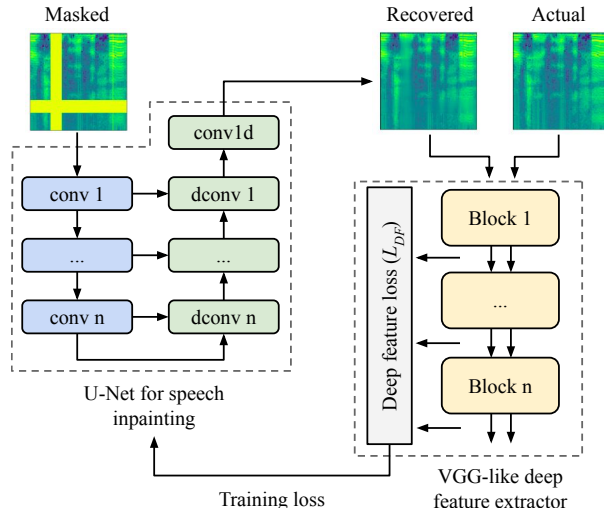 Masked
Recovered
Actual
conv1d
conv 1
dconv 1
...
...
conv n
dconv n
U-Net for speech
inpainting
Deep feature loss (L_DF)
Block 1
...
Block n
VGG-like deep
feature extractor
Training loss